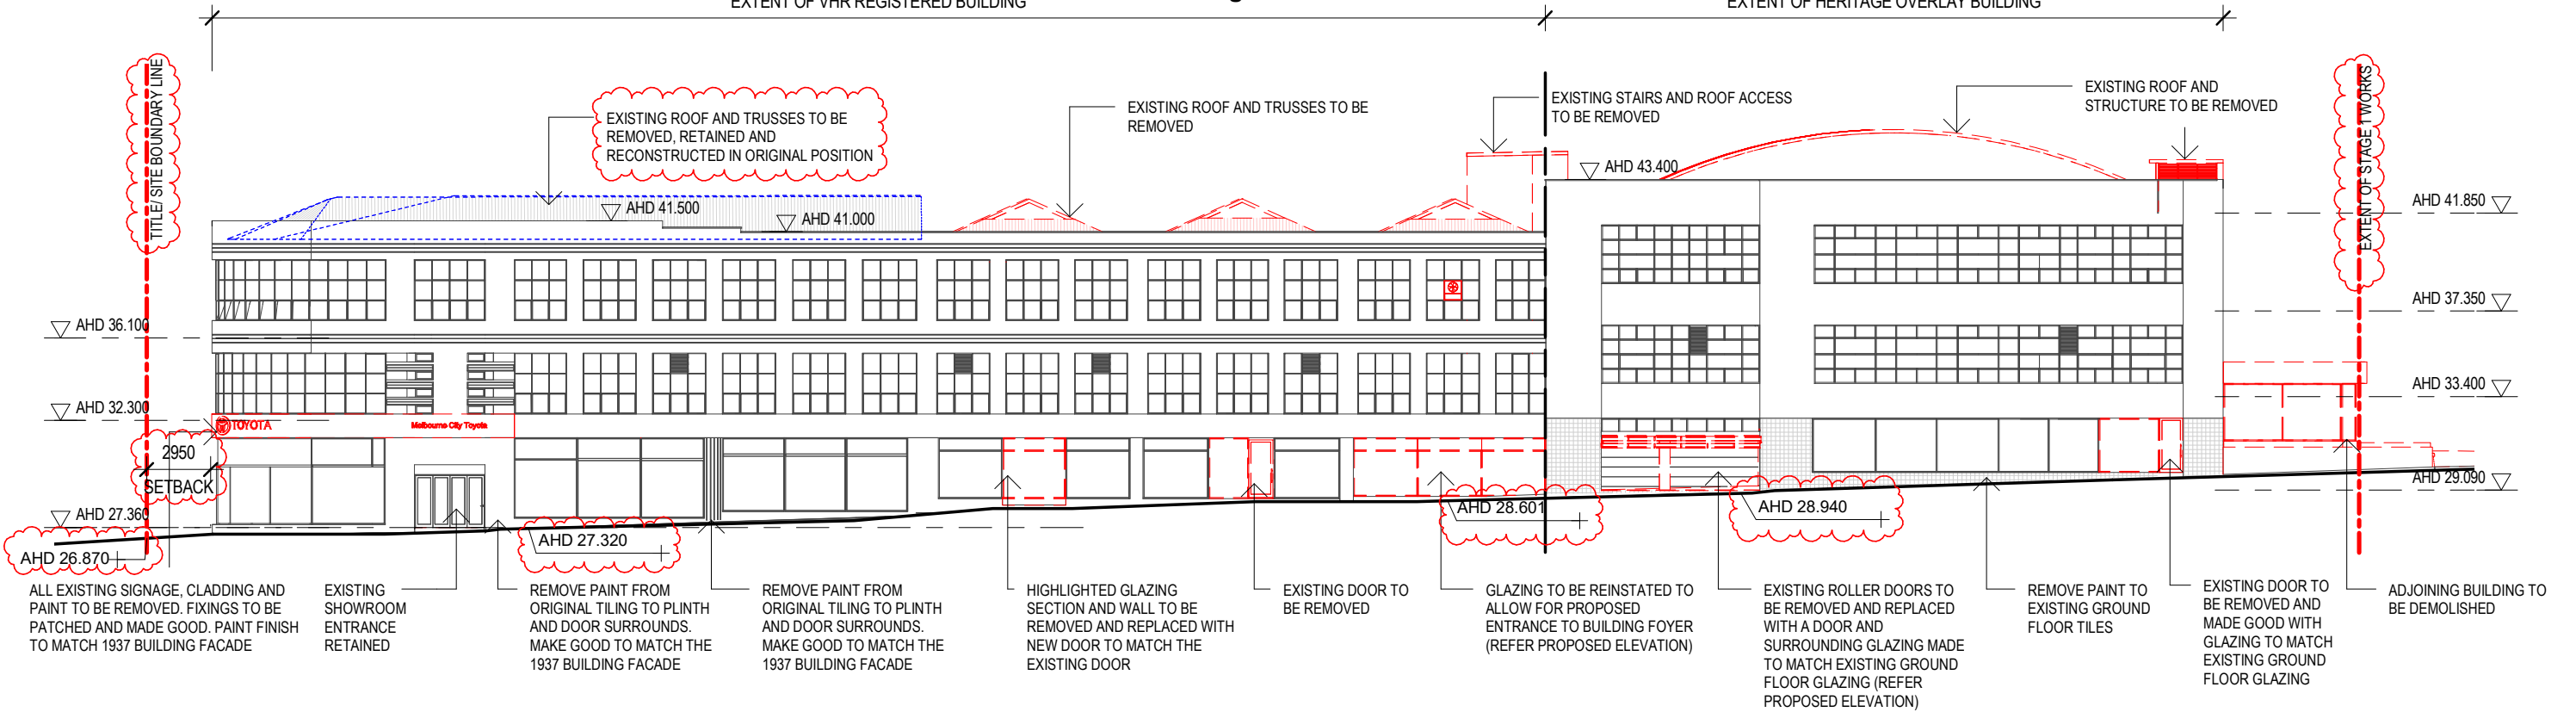 EXTENT OF VHR REGISTERED BUILDING
EXTENT OF HERITAGE OVERLAY BUILDING
TITLE/ SITE BOUNDARY LINE
EXISTING ROOF AND TRUSSES TO BE
REMOVED, RETAINED AND
RECONSTRUCTED IN ORIGINAL POSITION
EXISTING ROOF AND TRUSSES TO BE
REMOVED
EXISTING STAIRS AND ROOF ACCESS
TO BE REMOVED
EXISTING ROOF AND
STRUCTURE TO BE REMOVED
EXTENT OF STAGE 1 WORKS
AHD 43.400
AHD 41.500
AHD 41.000
AHD 41.850
AHD 36.100
AHD 37.350
AHD 32.300
AHD 33.400
TOYOTA
Melbourne City Toyota
2950
SETBACK
AHD 27.360
AHD 26.870
AHD 27.320
AHD 28.601
AHD 28.940
AHD 29.090
ALL EXISTING SIGNAGE, CLADDING AND
PAINT TO BE REMOVED. FIXINGS TO BE
PATCHED AND MADE GOOD. PAINT FINISH
TO MATCH 1937 BUILDING FACADE
EXISTING
SHOWROOM
ENTRANCE
RETAINED
REMOVE PAINT FROM
ORIGINAL TILING TO PLINTH
AND DOOR SURROUNDS.
MAKE GOOD TO MATCH THE
1937 BUILDING FACADE
REMOVE PAINT FROM
ORIGINAL TILING TO PLINTH
AND DOOR SURROUNDS.
MAKE GOOD TO MATCH THE
1937 BUILDING FACADE
HIGHLIGHTED GLAZING
SECTION AND WALL TO BE
REMOVED AND REPLACED WITH
NEW DOOR TO MATCH THE
EXISTING DOOR
EXISTING DOOR TO
BE REMOVED
GLAZING TO BE REINSTATED TO
ALLOW FOR PROPOSED
ENTRANCE TO BUILDING FOYER
(REFER PROPOSED ELEVATION)
EXISTING ROLLER DOORS TO
BE REMOVED AND REPLACED
WITH A DOOR AND
SURROUNDING GLAZING MADE
TO MATCH EXISTING GROUND
FLOOR GLAZING (REFER
PROPOSED ELEVATION)
REMOVE PAINT TO
EXISTING GROUND
FLOOR TILES
EXISTING DOOR TO
BE REMOVED AND
MADE GOOD WITH
GLAZING TO MATCH
EXISTING GROUND
FLOOR GLAZING
ADJOINING BUILDING TO
BE DEMOLISHED